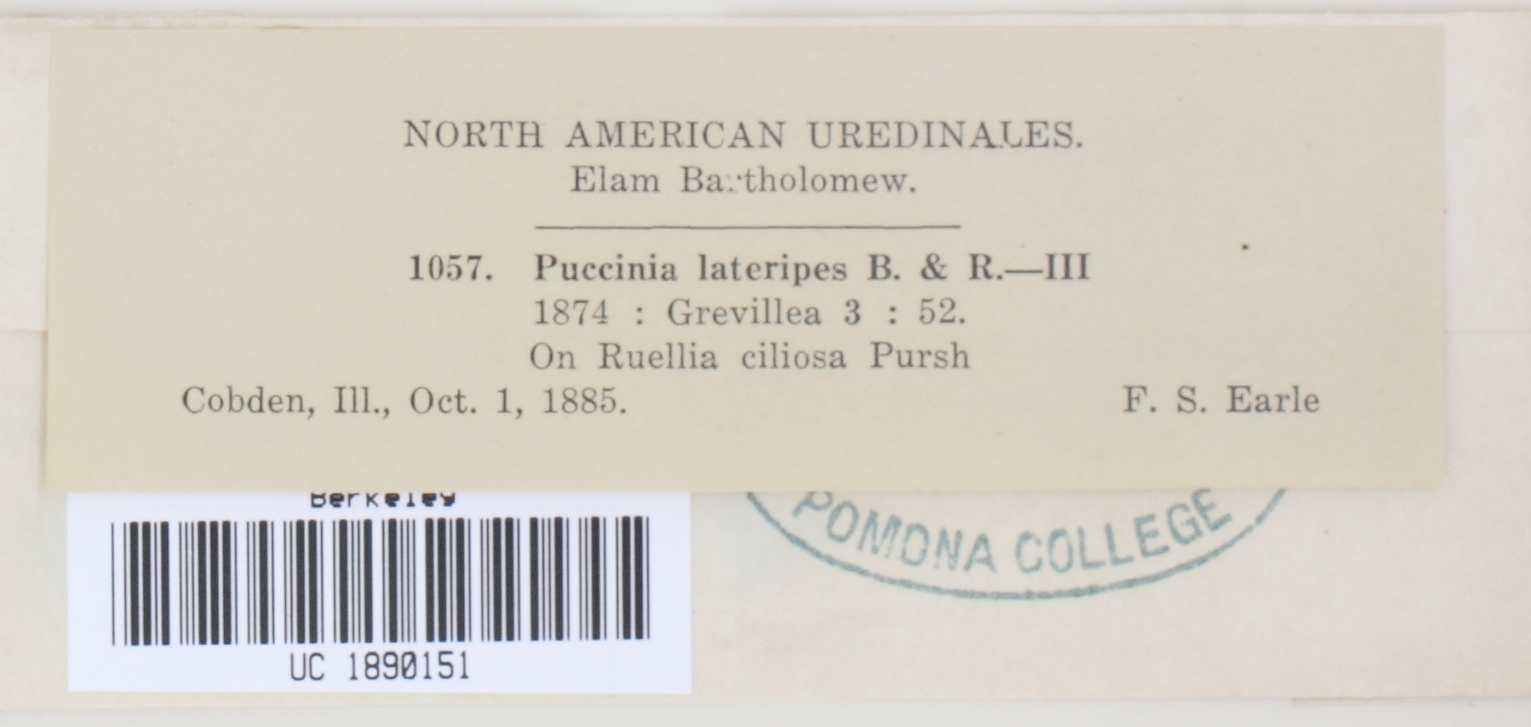 NORTH AMERICAN UREDINALES.
Elam Bartholomew.
1057. Puccinia lateripes B. & R.—III
1874 : Grevillea 3 : 52.
On Ruellia ciliosa Pursh
Cobden, Ill., Oct. 1, 1885. F. S. Earle
Berkeley
POMONA COLLEGE
UC 1890151